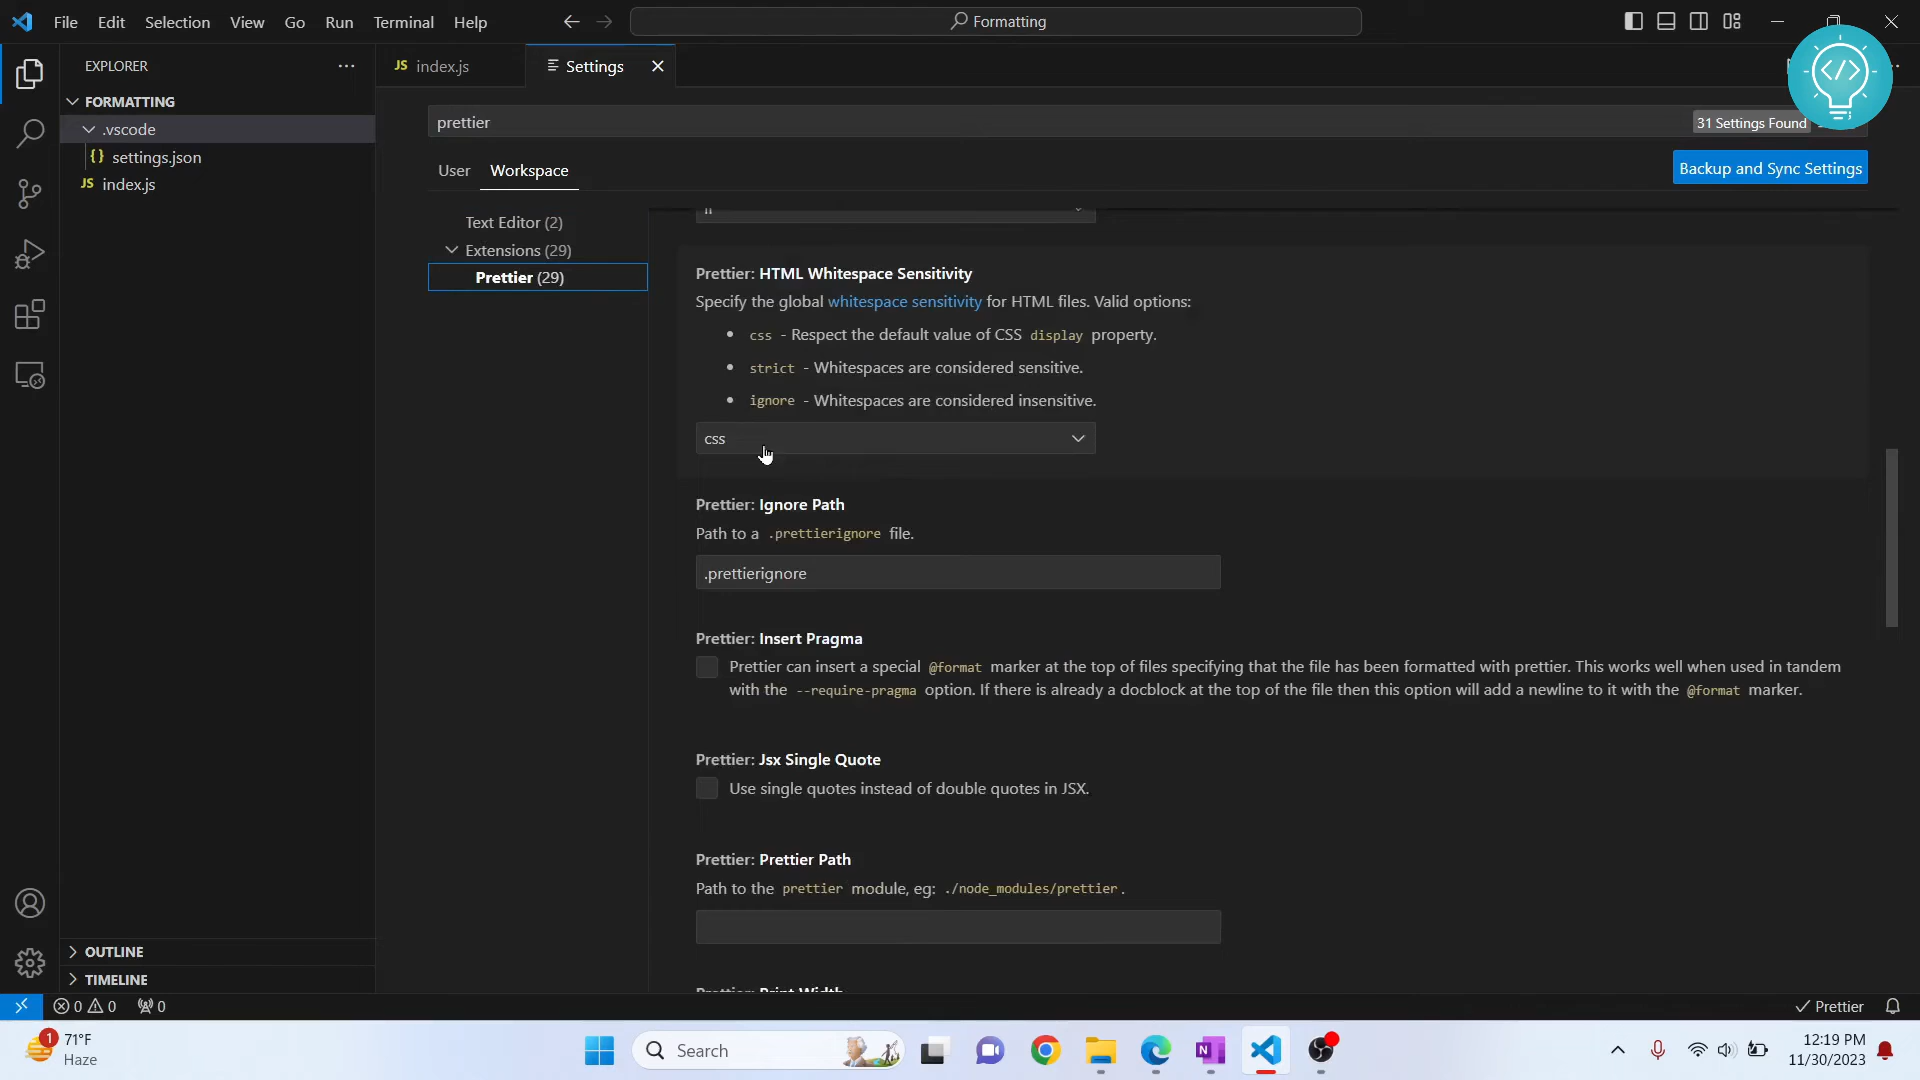 File Edit Selection View Go Run Terminal Help
Formatting
EXPLORER
FORMATTING
.vscode
{} settings.json
JS index.js
OUTLINE
TIMELINE
JS index.js
Settings
prettier
31 Settings Found
User
Workspace
Backup and Sync Settings
Text Editor (2)
Extensions (29)
Prettier (29)
Prettier: HTML Whitespace Sensitivity
Specify the global whitespace sensitivity for HTML files. Valid options:
css - Respect the default value of CSS display property.
strict - Whitespaces are considered sensitive.
ignore - Whitespaces are considered insensitive.
css
Prettier: Ignore Path
Path to a .prettierignore file.
.prettierignore
Prettier: Insert Pragma
Prettier can insert a special @format marker at the top of files specifying that the file has been formatted with prettier. This works well when used in tandem
with the --require-pragma option. If there is already a docblock at the top of the file then this option will add a newline to it with the @format marker.
Prettier: Jsx Single Quote
Use single quotes instead of double quotes in JSX.
Prettier: Prettier Path
Path to the prettier module, eg: ./node_modules/prettier.
Prettier: Print Width
0 0 0
Prettier
1
71°F
Haze
Search
N
12:19 PM
11/30/2023